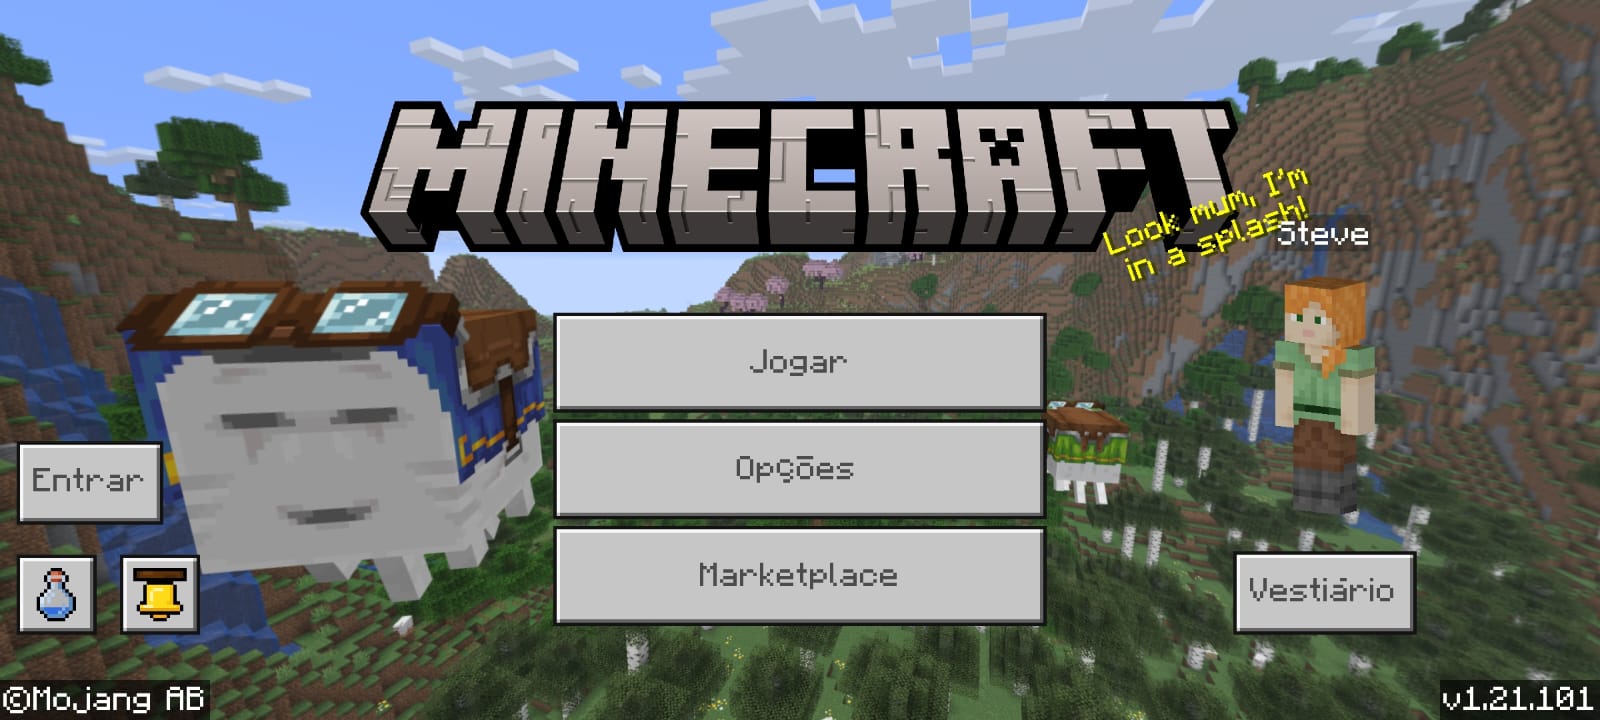 MINECRAFT
Look mum, I'm
in a splash!
Steve
Jogar
Opções
Entrar
Marketplace
Vestiário
©Mojang AB
v1.21.101